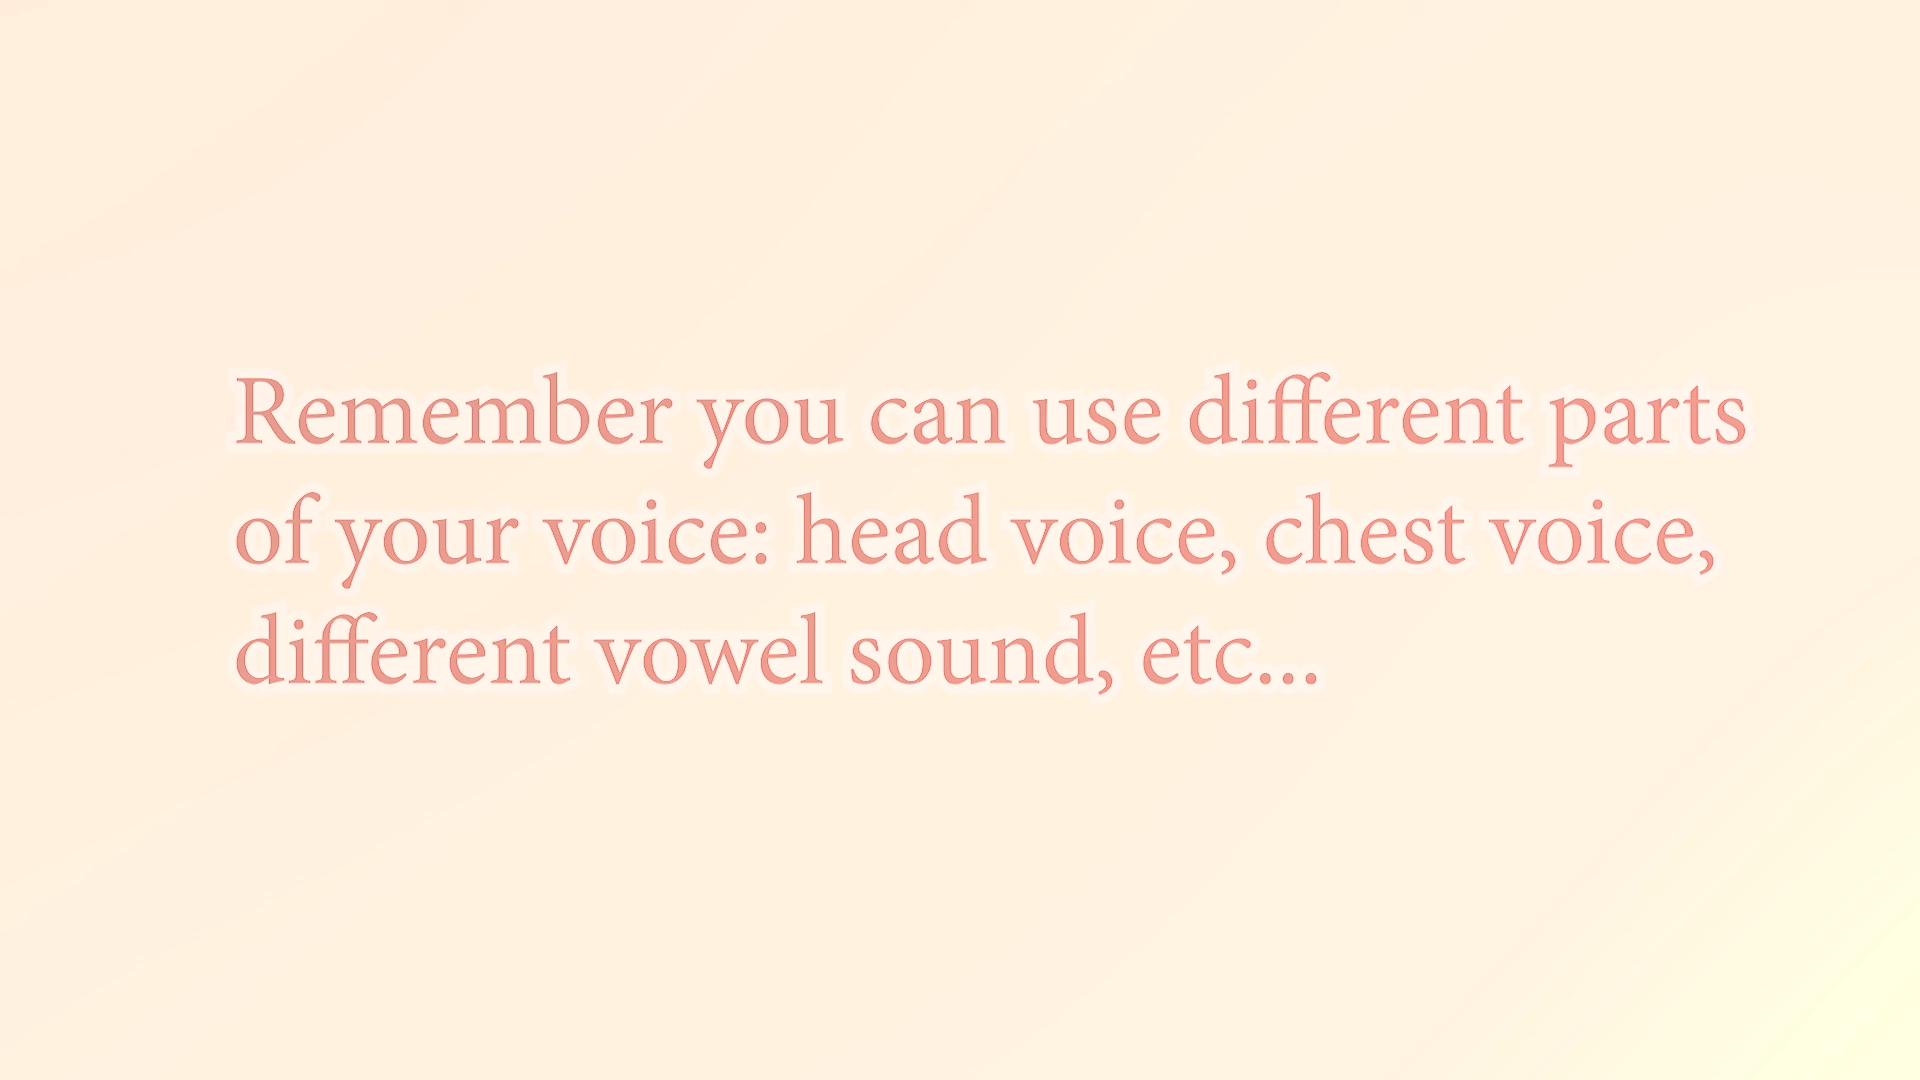 Remember you can use different parts
of your voice: head voice, chest voice,
different vowel sound, etc...